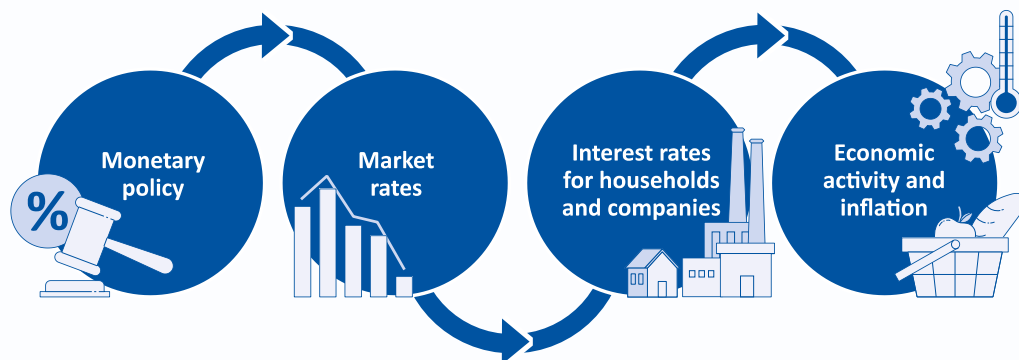 Monetary
policy
%
Market
rates
Interest rates
for households
and companies
Economic
activity and
inflation